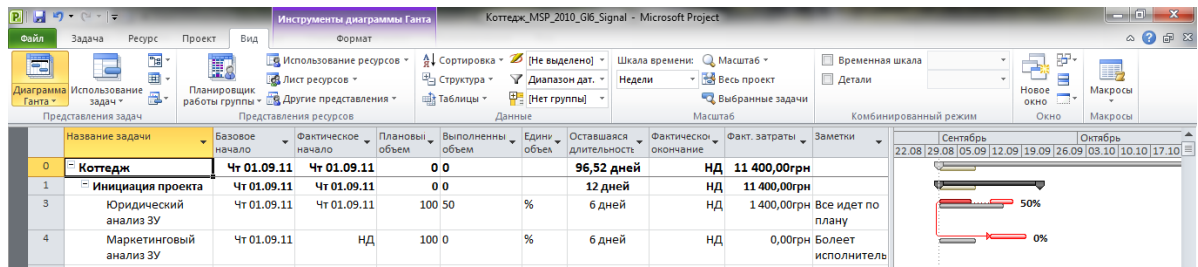 Инструменты диаграммы Ганта
Коттедж_MSP_2010_Gl6_Signal - Microsoft Project
Файл Задача Ресурс Проект Вид Формат
Диаграмма Ганта
Использование задач
Представления задач
Планировщик работы группы
Использование ресурсов
Лист ресурсов
Другие представления
Представления ресурсов
Сортировка
Структура
Таблицы
[Не выделено]
Диапазон дат.
[Нет группы]
Данные
Шкала времени:
Недели
Масштаб
Весь проект
Выбранные задачи
Масштаб
Временная шкала
Детали
Комбинированный режим
Новое окно
Окно
Макросы
Макросы
Название задачи Базовое начало Фактическое начало Плановый объем Выполненны объем Едини объем Оставшаяся длительность Фактическое окончание Факт. затраты Заметки
Сентябрь Октябрь
22.08 29.08 05.09 12.09 19.09 26.09 03.10 10.10 17.10
0 Коттедж Чт 01.09.11 Чт 01.09.11 0 0 96,52 дней НД 11 400,00грн
1 Инициация проекта Чт 01.09.11 Чт 01.09.11 0 0 12 дней НД 11 400,00грн
3 Юридический анализ ЗУ Чт 01.09.11 Чт 01.09.11 100 50 % 6 дней НД 1 400,00грн Все идет по плану 50%
4 Маркетинговый анализ ЗУ Чт 01.09.11 НД 100 0 % 6 дней НД 0,00грн Болеет исполнитель 0%